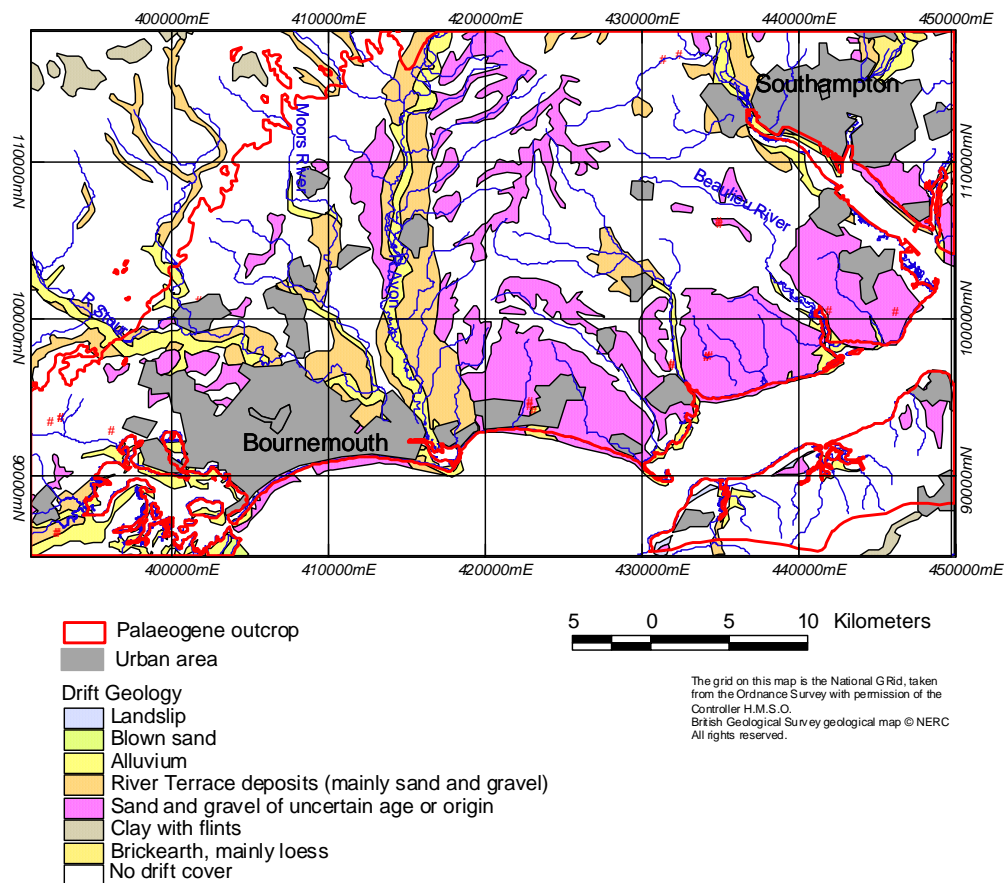 400000mE 410000mE 420000mE 430000mE 440000mE 450000mE
110000mN
100000mN
90000mN
Southampton
Moors River
Beaulieu River
R Avon
R Stour
Bournemouth
110000mN
100000mN
90000mN
400000mE 410000mE 420000mE 430000mE 440000mE 450000mE
Palaeogene outcrop
Urban area
Drift Geology
Landslip
Blown sand
Alluvium
River Terrace deposits (mainly sand and gravel)
Sand and gravel of uncertain age or origin
Clay with flints
Brickearth, mainly loess
No drift cover
5 0 5 10 Kilometers
The grid on this map is the National GRid, taken
from the Ordnance Survey with permission of the
Controller H.M.S.O.
British Geological Survey geological map © NERC
All rights reserved.